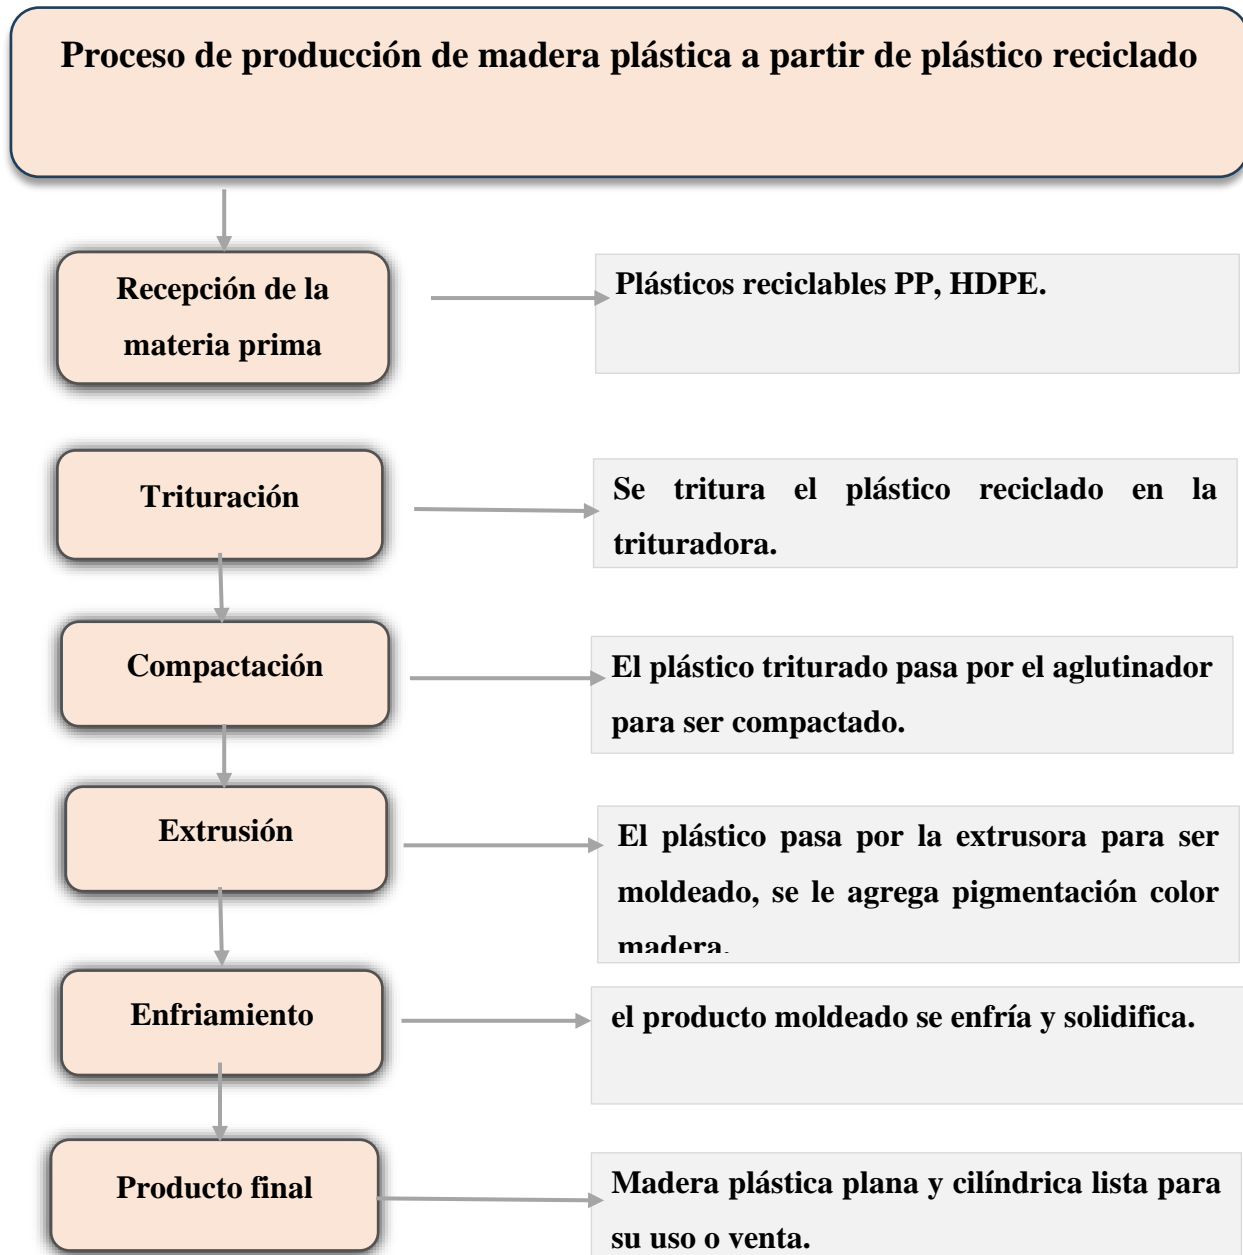 Proceso de producción de madera plástica a partir de plástico reciclado
Recepción de la
materia prima
Plásticos reciclables PP, HDPE.
Trituración
Se tritura el plástico reciclado en la
trituradora.
Compactación
El plástico triturado pasa por el aglutinador
para ser compactado.
Extrusión
El plástico pasa por la extrusora para ser
moldeado, se le agrega pigmentación color
madera.
Enfriamiento
el producto moldeado se enfría y solidifica.
Producto final
Madera plástica plana y cilíndrica lista para
su uso o venta.